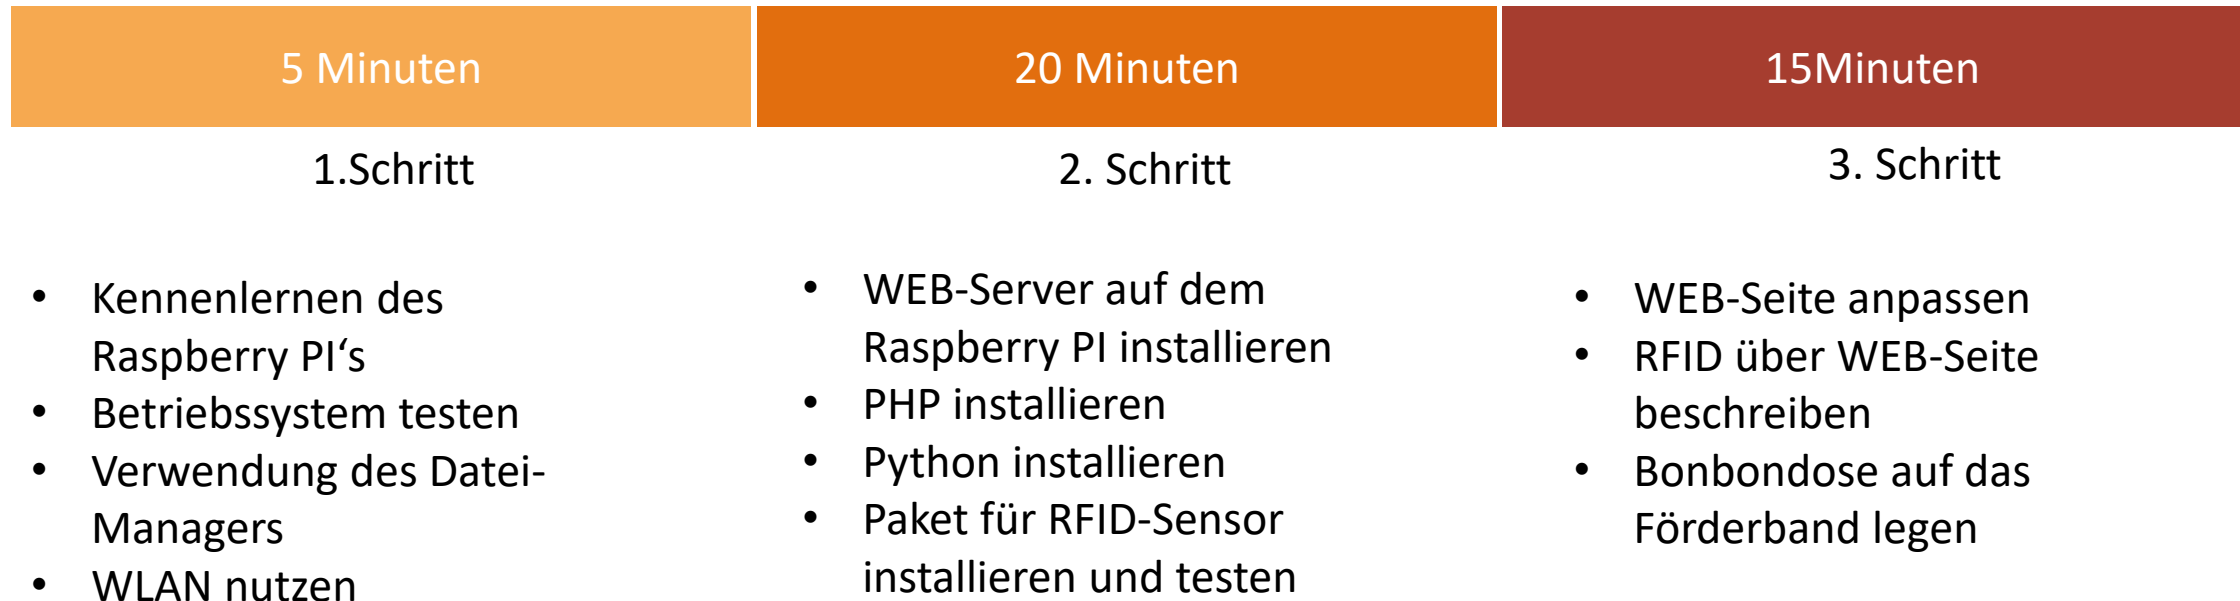 5 Minuten
20 Minuten
15Minuten
1.Schritt
2. Schritt
3. Schritt
• Kennenlernen des
Raspberry PI‘s
• Betriebssystem testen
• Verwendung des Datei-
Managers
• WLAN nutzen
• WEB-Server auf dem
Raspberry PI installieren
• PHP installieren
• Python installieren
• Paket für RFID-Sensor
installieren und testen
• WEB-Seite anpassen
• RFID über WEB-Seite
beschreiben
• Bonbondose auf das
Förderband legen